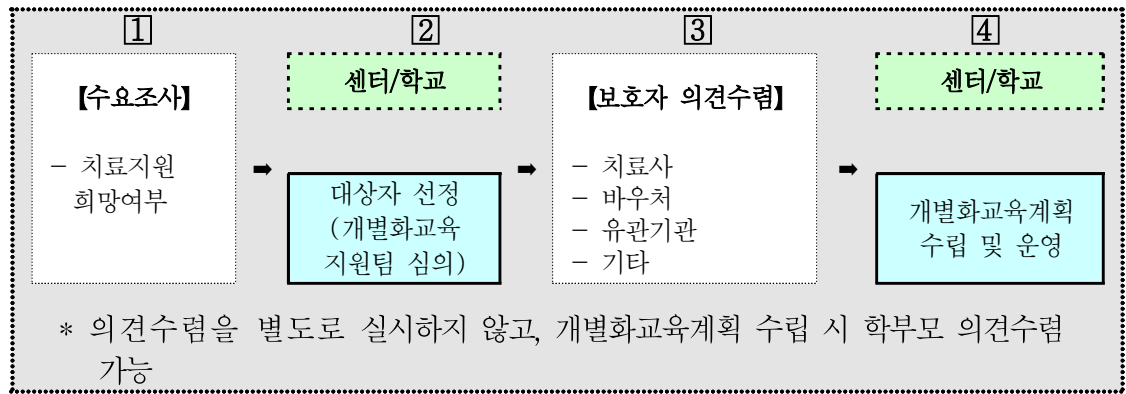 1
【수요조사】
- 치료지원
희망여부
➡
2
센터/학교
대상자 선정
(개별화교육
지원팀 심의)
➡
3
【보호자 의견수렴】
- 치료사
- 바우처
- 유관기관
- 기타
➡
4
센터/학교
개별화교육계획
수립 및 운영
* 의견수렴을 별도로 실시하지 않고, 개별화교육계획 수립 시 학부모 의견수렴
가능